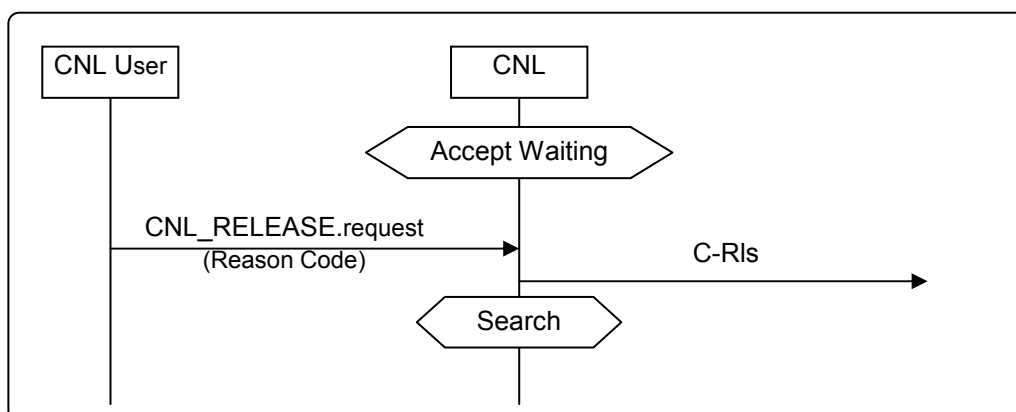 CNL User
CNL
Accept Waiting
CNL_RELEASE.request
(Reason Code)
C-Rls
Search